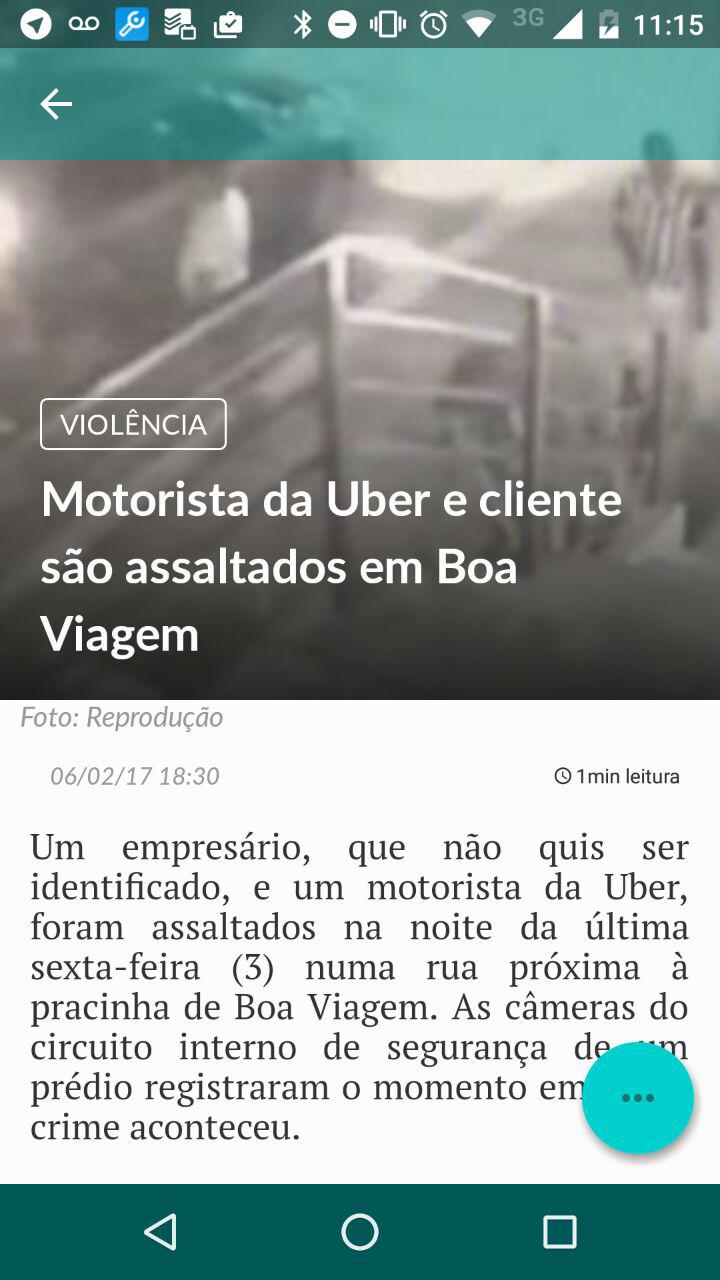 3G 11:15
VIOLÊNCIA
Motorista da Uber e cliente
são assaltados em Boa
Viagem
Foto: Reprodução
06/02/17 18:30 1min leitura
Um empresário, que não quis ser
identificado, e um motorista da Uber,
foram assaltados na noite da última
sexta-feira (3) numa rua próxima à
pracinha de Boa Viagem. As câmeras do
circuito interno de segurança de um
prédio registraram o momento em
crime aconteceu.